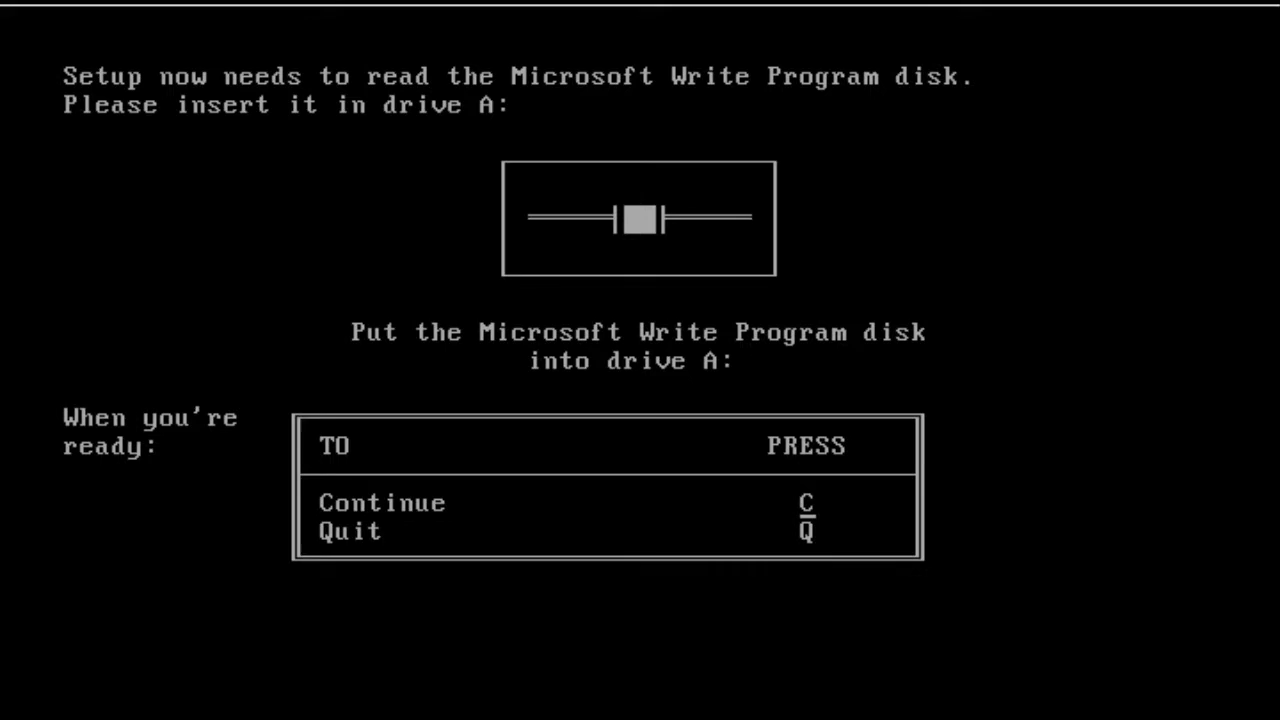 Setup now needs to read the Microsoft Write Program disk.
Please insert it in drive A:
Put the Microsoft Write Program disk
into drive A:
When you're
ready:
TO PRESS
Continue C
Quit Q